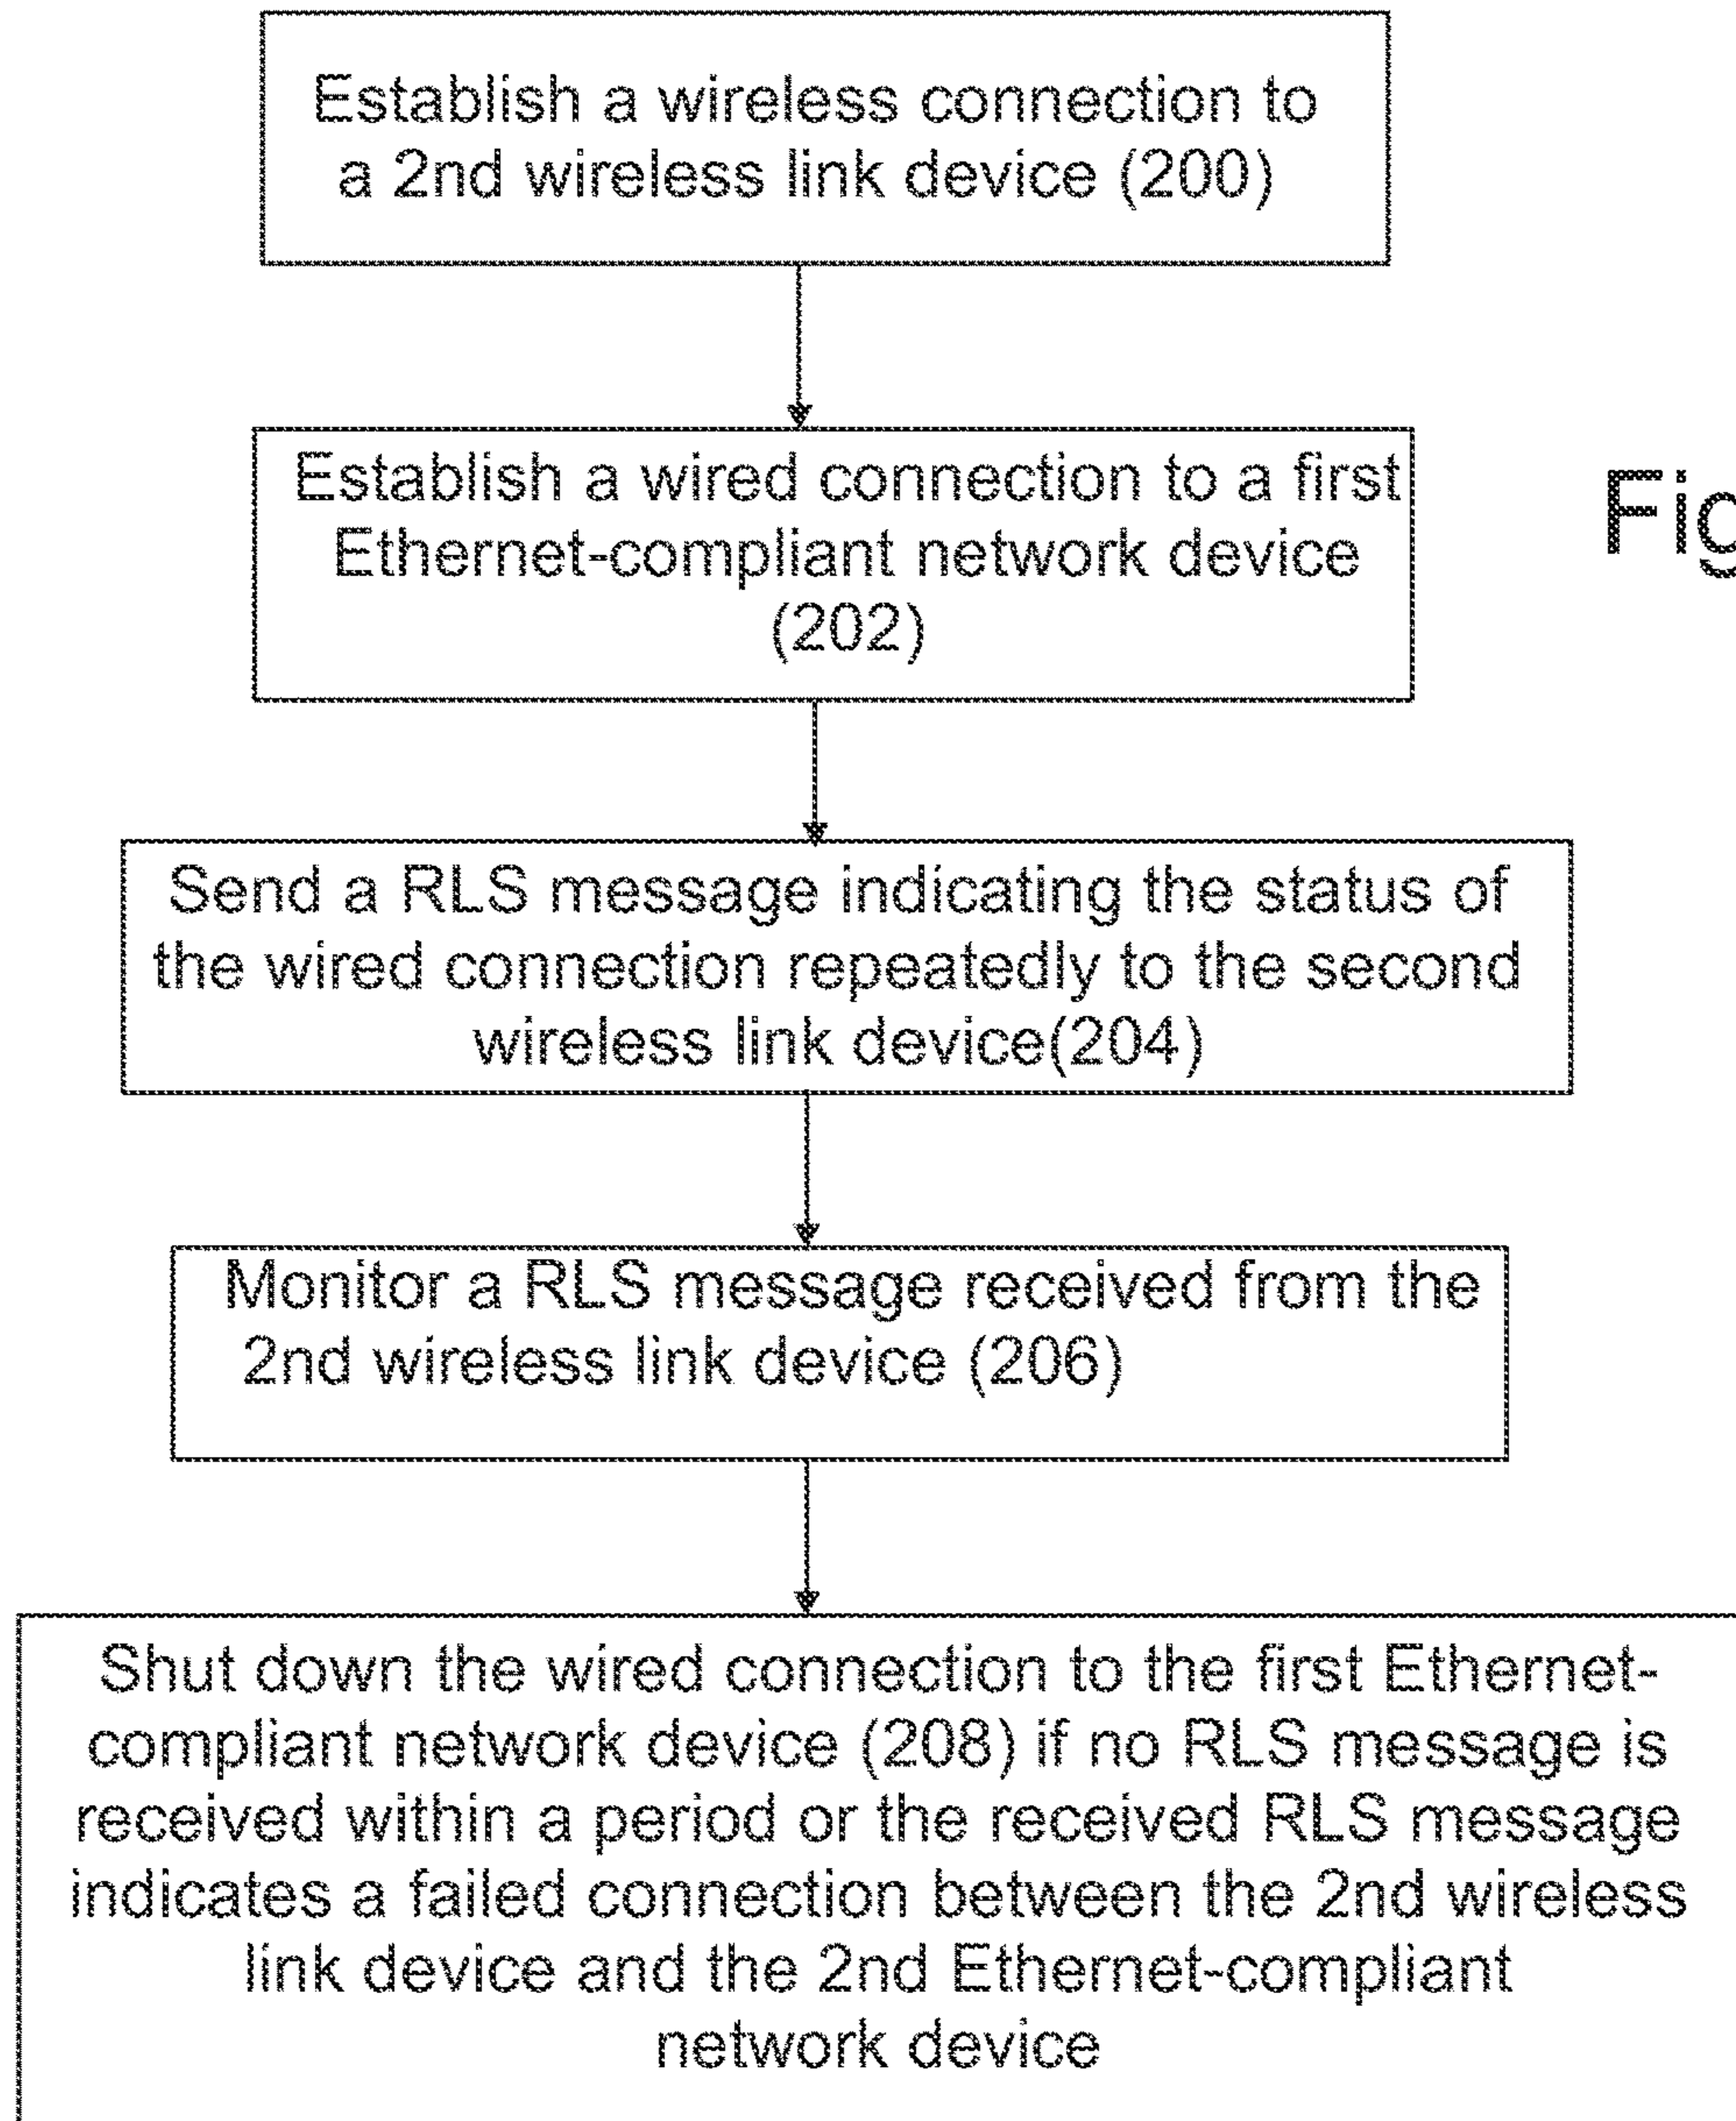 Establish a wireless connection to
a 2nd wireless link device (200)
Establish a wired connection to a first
Ethernet-compliant network device
(202)
Fig
Send a RLS message indicating the status of
the wired connection repeatedly to the second
wireless link device(204)
Monitor a RLS message received from the
2nd wireless link device (206)
Shut down the wired connection to the first Ethernet-
compliant network device (208) if no RLS message is
received within a period or the received RLS message
indicates a failed connection between the 2nd wireless
link device and the 2nd Ethernet-compliant
network device